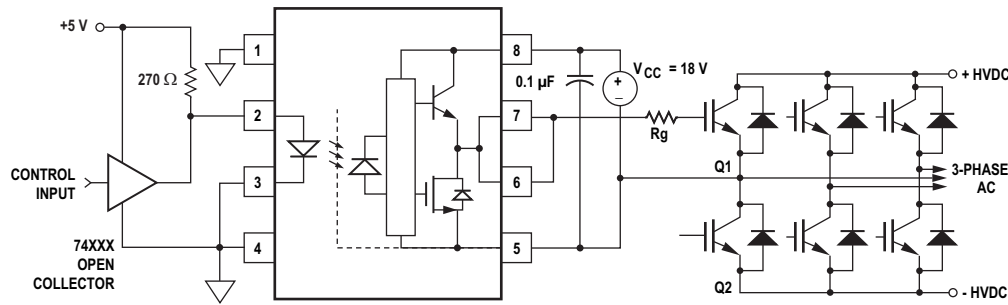 +5 V
270 Ω
CONTROL
INPUT
74XXX
OPEN
COLLECTOR
1
2
3
4
8
7
6
5
0.1 µF
+
–
VCC = 18 V
Rg
Q1
Q2
+ HVDC
3-PHASE
AC
- HVDC